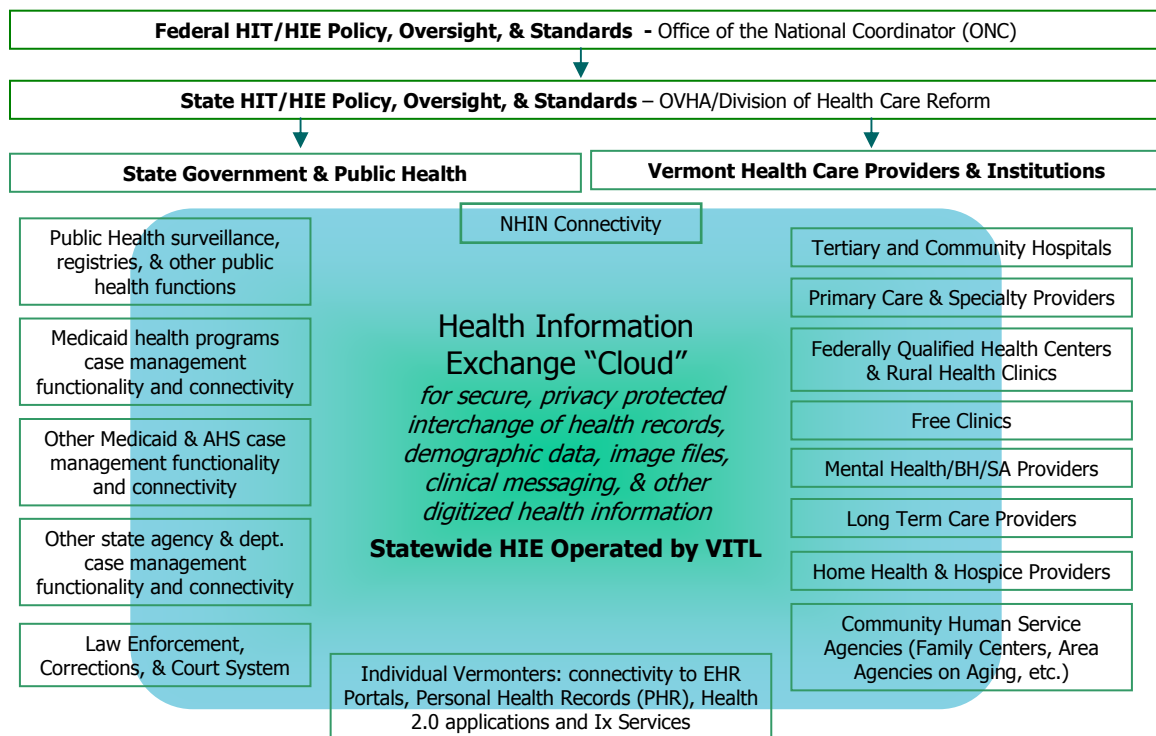 Federal HIT/HIE Policy, Oversight, & Standards - Office of the National Coordinator (ONC)
State HIT/HIE Policy, Oversight, & Standards – OVHA/Division of Health Care Reform
State Government & Public Health
Vermont Health Care Providers & Institutions
NHIN Connectivity
Public Health surveillance,
registries, & other public
health functions
Medicaid health programs
case management
functionality and connectivity
Other Medicaid & AHS case
management functionality
and connectivity
Other state agency & dept.
case management
functionality and connectivity
Law Enforcement,
Corrections, & Court System
Health Information
Exchange “Cloud”
for secure, privacy protected
interchange of health records,
demographic data, image files,
clinical messaging, & other
digitized health information
Statewide HIE Operated by VITL
Tertiary and Community Hospitals
Primary Care & Specialty Providers
Federally Qualified Health Centers
& Rural Health Clinics
Free Clinics
Mental Health/BH/SA Providers
Long Term Care Providers
Home Health & Hospice Providers
Community Human Service
Agencies (Family Centers, Area
Agencies on Aging, etc.)
Individual Vermonters: connectivity to EHR
Portals, Personal Health Records (PHR), Health
2.0 applications and Ix Services